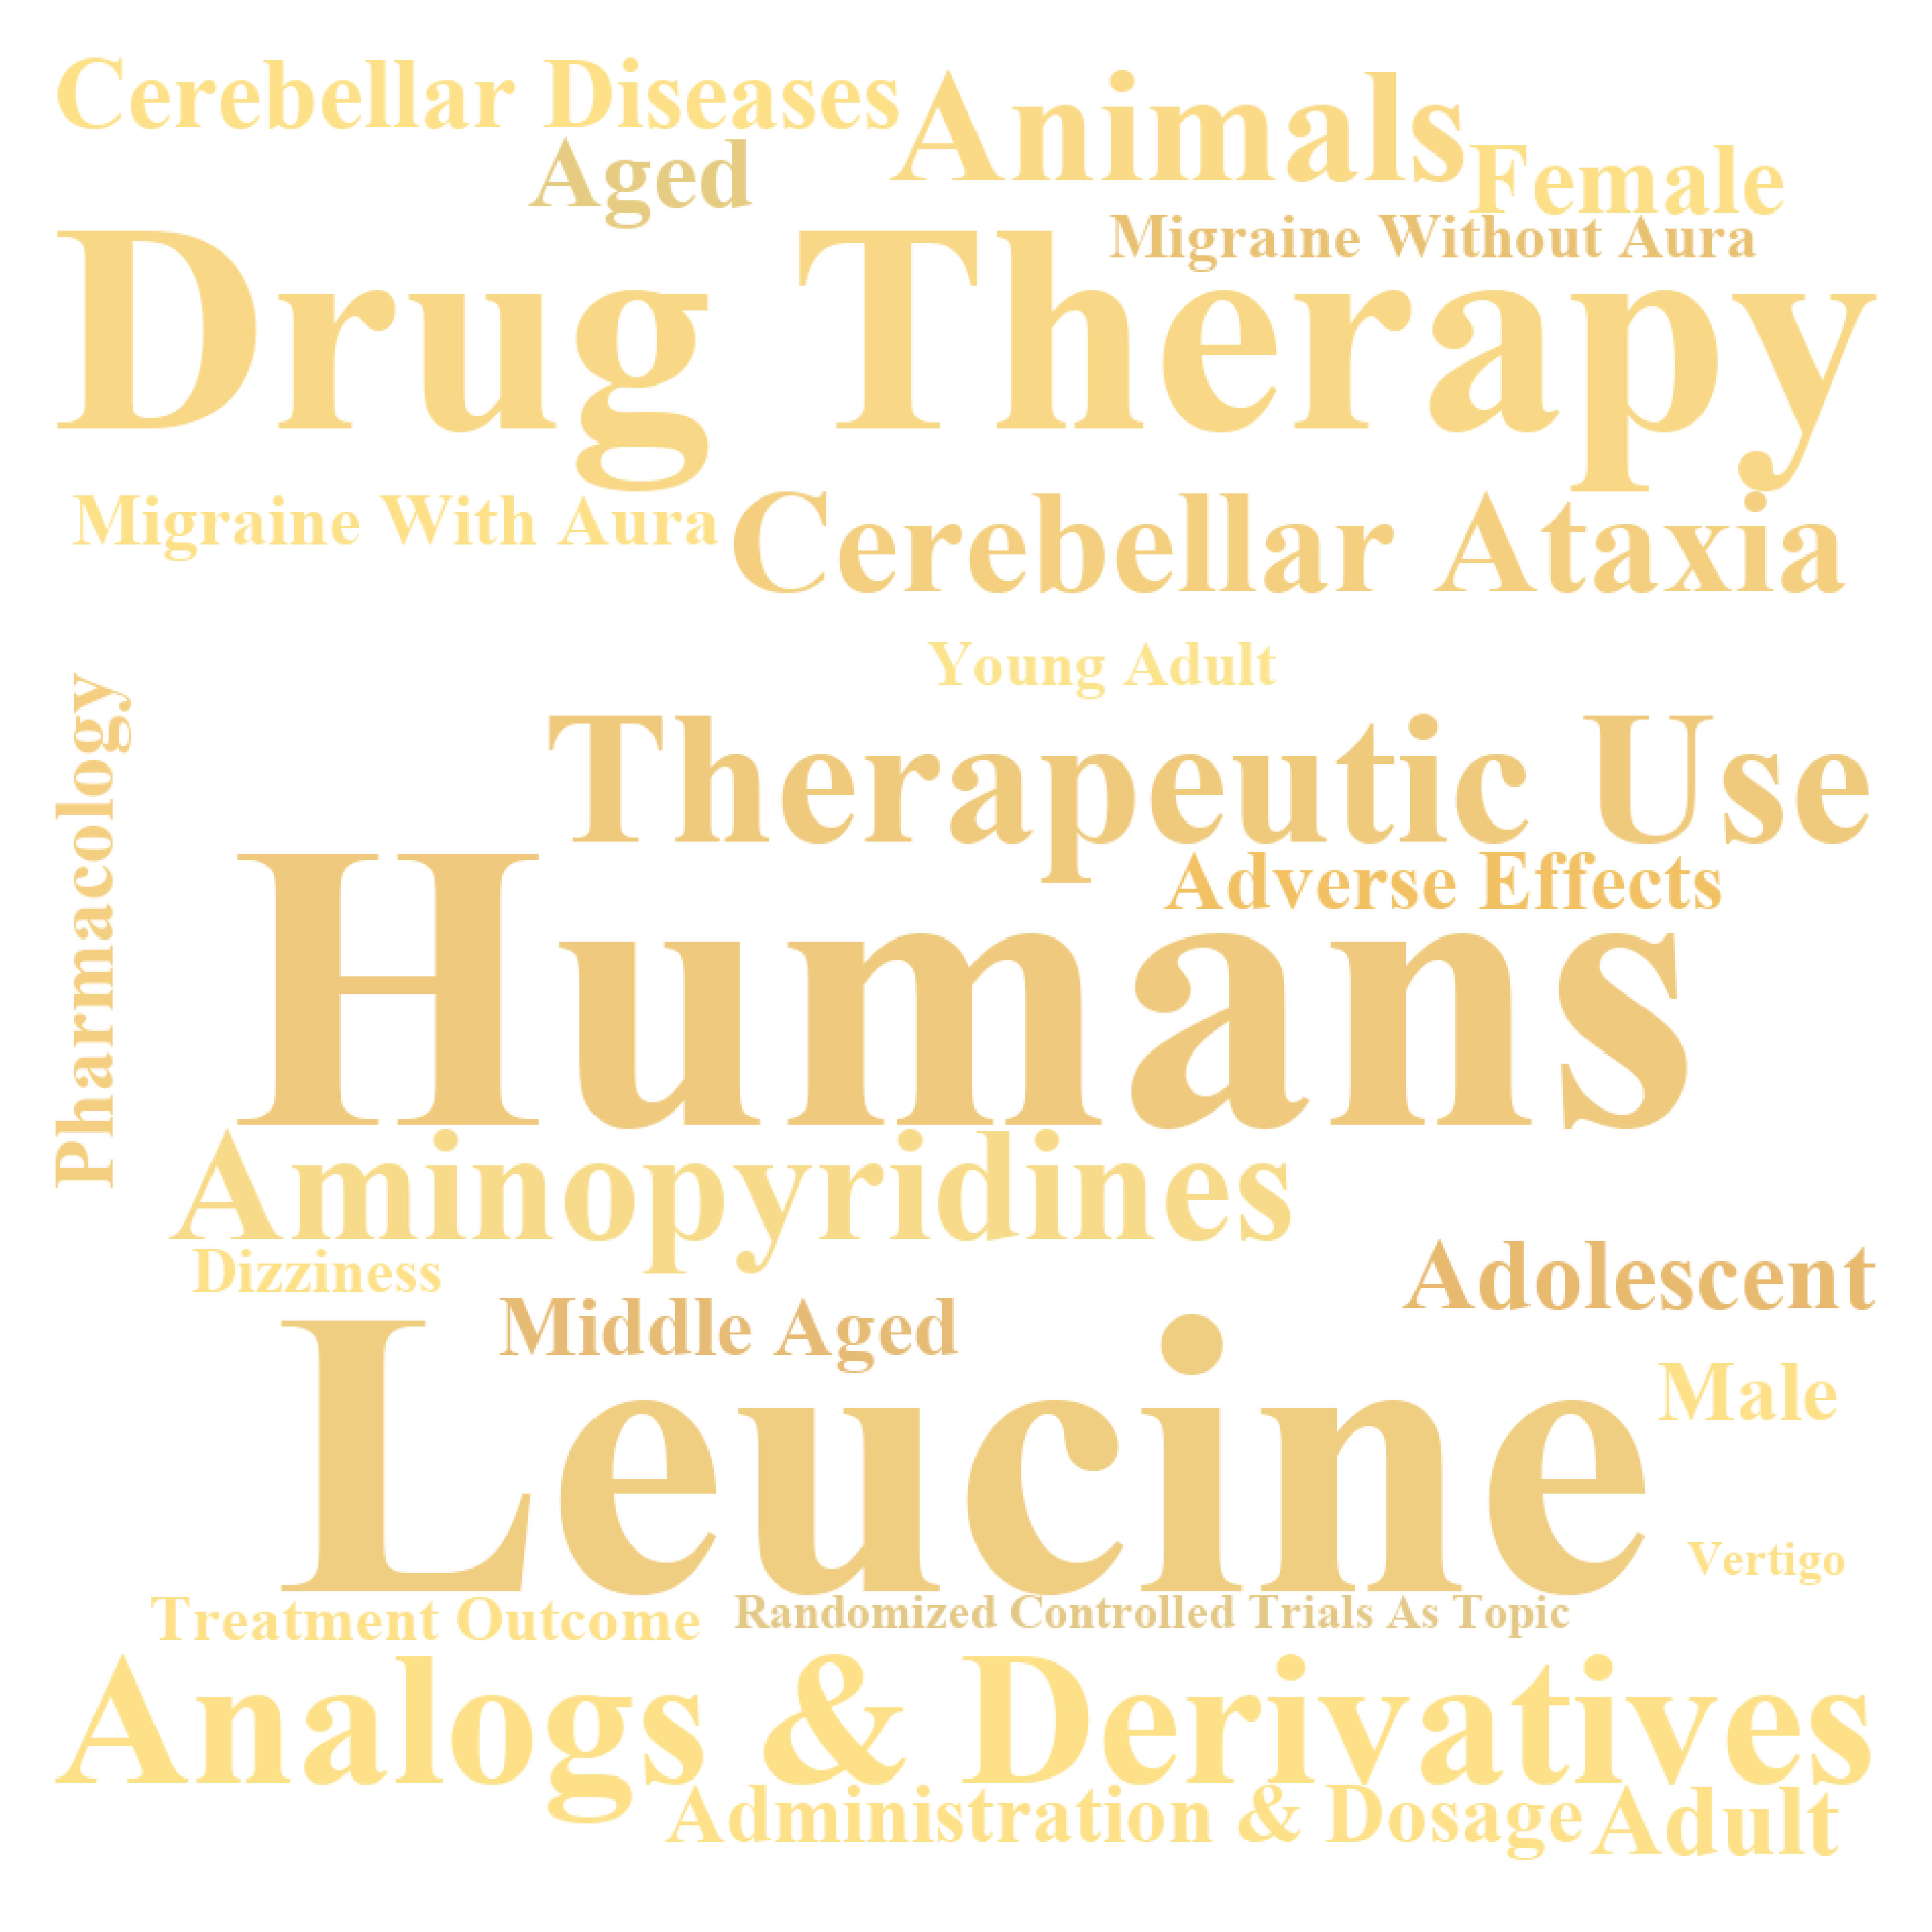 Cerebellar Diseases
Animals
Aged
Female
Migraine Without Aura
Drug Therapy
Migraine With Aura
Cerebellar Ataxia
Young Adult
Pharmacology
Therapeutic Use
Adverse Effects
Humans
Aminopyridines
Dizziness
Adolescent
Middle Aged
Leucine
Male
Vertigo
Treatment Outcome
Randomized Controlled Trials As Topic
Analogs & Derivatives
Administration & Dosage
Adult